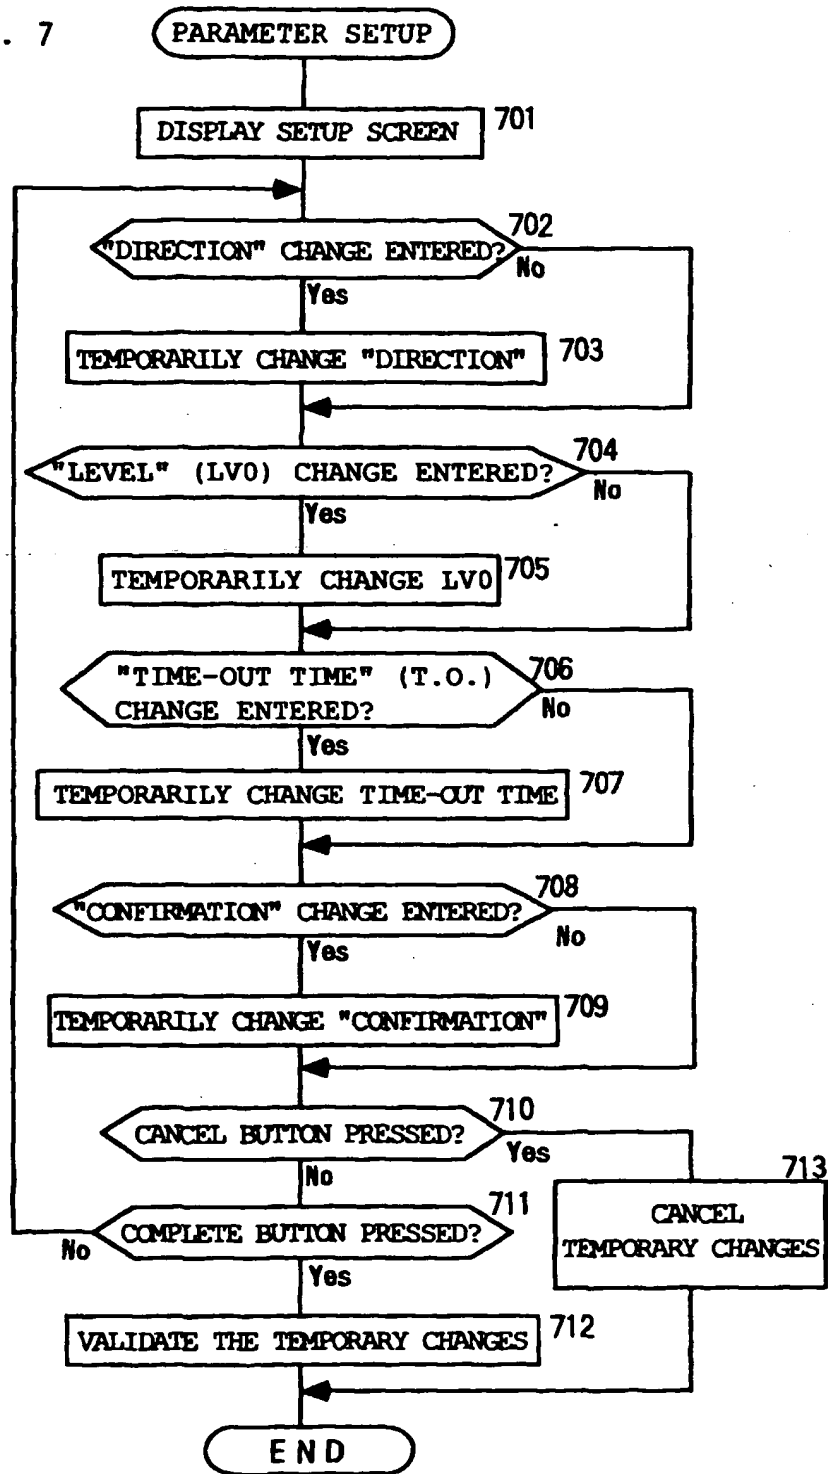 . 7
PARAMETER SETUP
DISPLAY SETUP SCREEN
701
"DIRECTION" CHANGE ENTERED?
702
No
Yes
TEMPORARILY CHANGE "DIRECTION"
703
"LEVEL" (LV0) CHANGE ENTERED?
704
No
Yes
TEMPORARILY CHANGE LV0
705
"TIME-OUT TIME" (T.O.)
CHANGE ENTERED?
706
No
Yes
TEMPORARILY CHANGE TIME-OUT TIME
707
"CONFIRMATION" CHANGE ENTERED?
708
No
Yes
TEMPORARILY CHANGE "CONFIRMATION"
709
CANCEL BUTTON PRESSED?
710
Yes
No
713
CANCEL
TEMPORARY CHANGES
COMPLETE BUTTON PRESSED?
711
No
Yes
VALIDATE THE TEMPORARY CHANGES
712
END